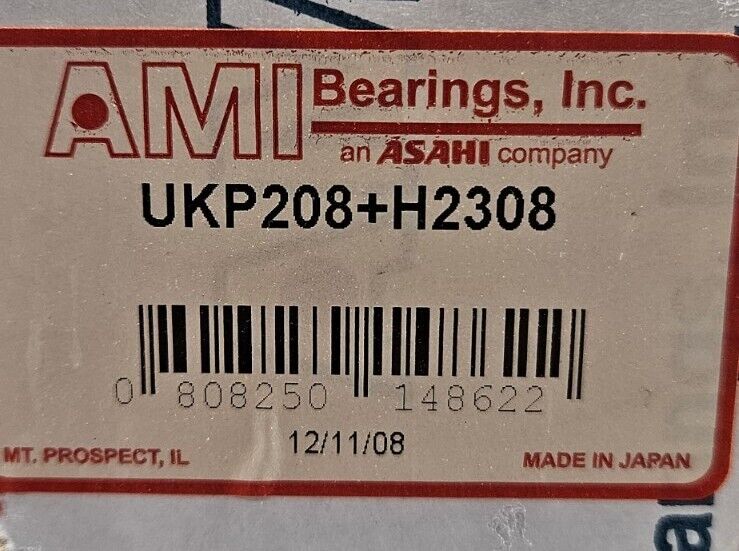 AMI Bearings, Inc.
an ASAHI company
UKP208+H2308
0 808250 148622
12/11/08
MT. PROSPECT, IL
MADE IN JAPAN